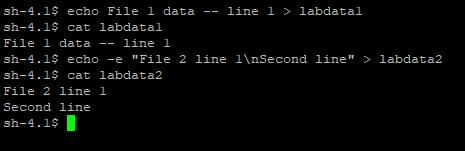 sh-4.1$ echo File 1 data -- line 1 > labdata1
sh-4.1$ cat labdata1
File 1 data -- line 1
sh-4.1$ echo -e "File 2 line 1\nSecond line" > labdata2
sh-4.1$ cat labdata2
File 2 line 1
Second line
sh-4.1$